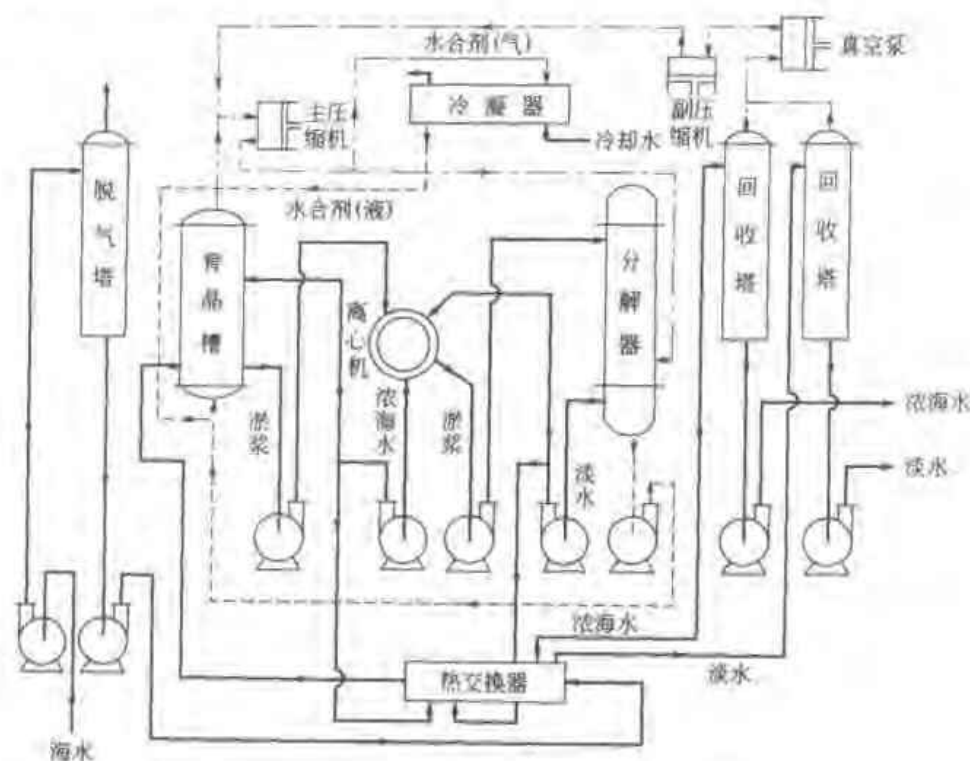 水合剂(气)
真空泵
主压
缩机
冷凝器
副压
缩机
冷却水
脱气塔
水合剂(液)
回收塔
回收塔
育晶槽
分解器
离心机
淤浆
浓海水
淤浆
淡水
浓海水
淡水
浓海水
淡水
热交换器
海水